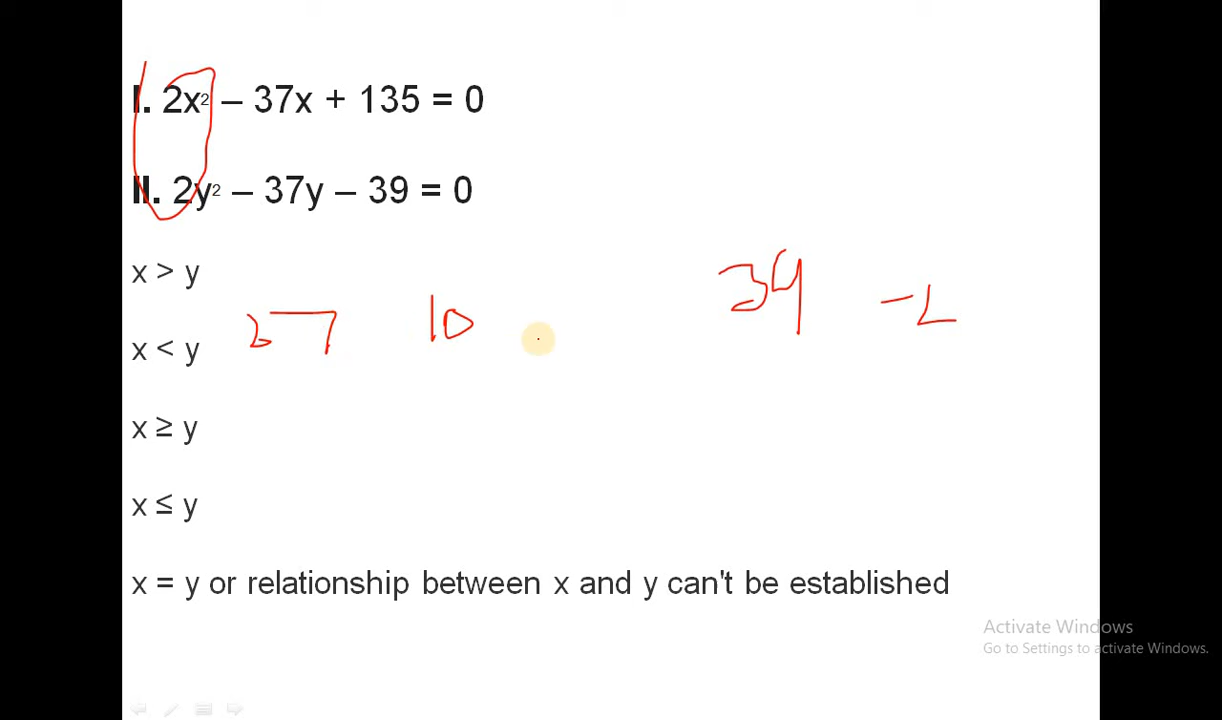 I. 2x² – 37x + 135 = 0
II. 2y² – 37y – 39 = 0
x > y
27 10 39 -2
x < y
x ≥ y
x ≤ y
x = y or relationship between x and y can't be established
Activate Windows
Go to Settings to activate Windows.